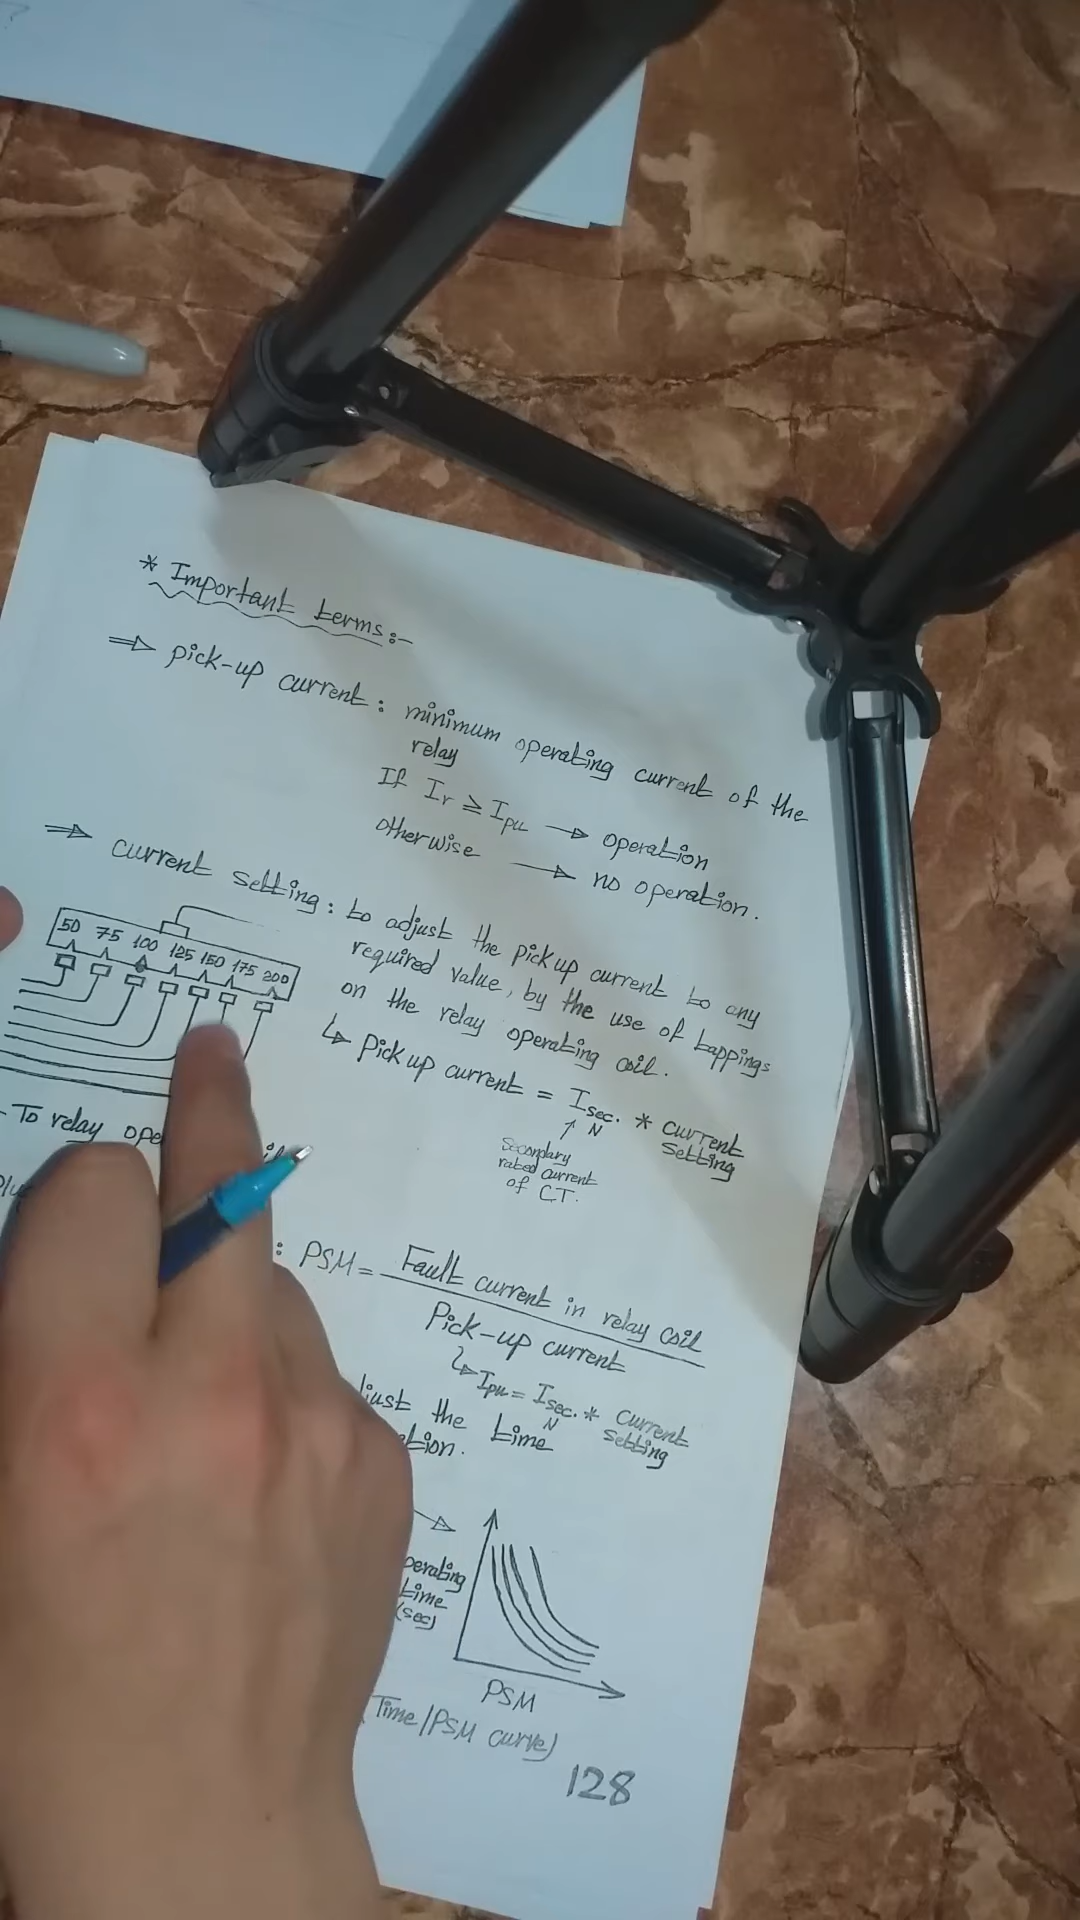 * Important terms:-
⇒ pick-up current : minimum operating current of the
relay
If Ir ≥ Ipu → operation
otherwise → no operation.
⇒ current setting : to adjust the pick up current to any
required value, by the use of tappings
on the relay operating coil.
↳ pick up current = Isec. N * current setting
secondary
rated current
of C.T.
50 75 100 125 150 175 200
To relay ope
: PSM = Fault current in relay coil
Pick-up current
↳ Ipu = Isec. N * current setting
the time
Time
(sec)
PSM
(Time/PSM curve)
128